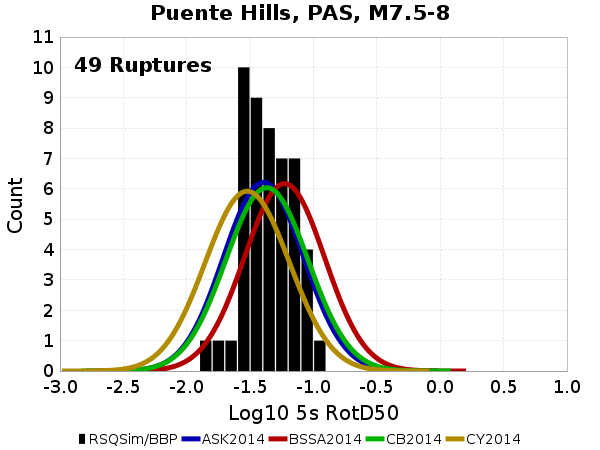 Puente Hills, PAS, M7.5-8
11
49 Ruptures
10
9
8
7
6
5
4
3
2
1
0
Count
-3.0 -2.5 -2.0 -1.5 -1.0 -0.5 0.0 0.5 1.0
Log10 5s RotD50
RSQSim/BBP ASK2014 BSSA2014 CB2014 CY2014